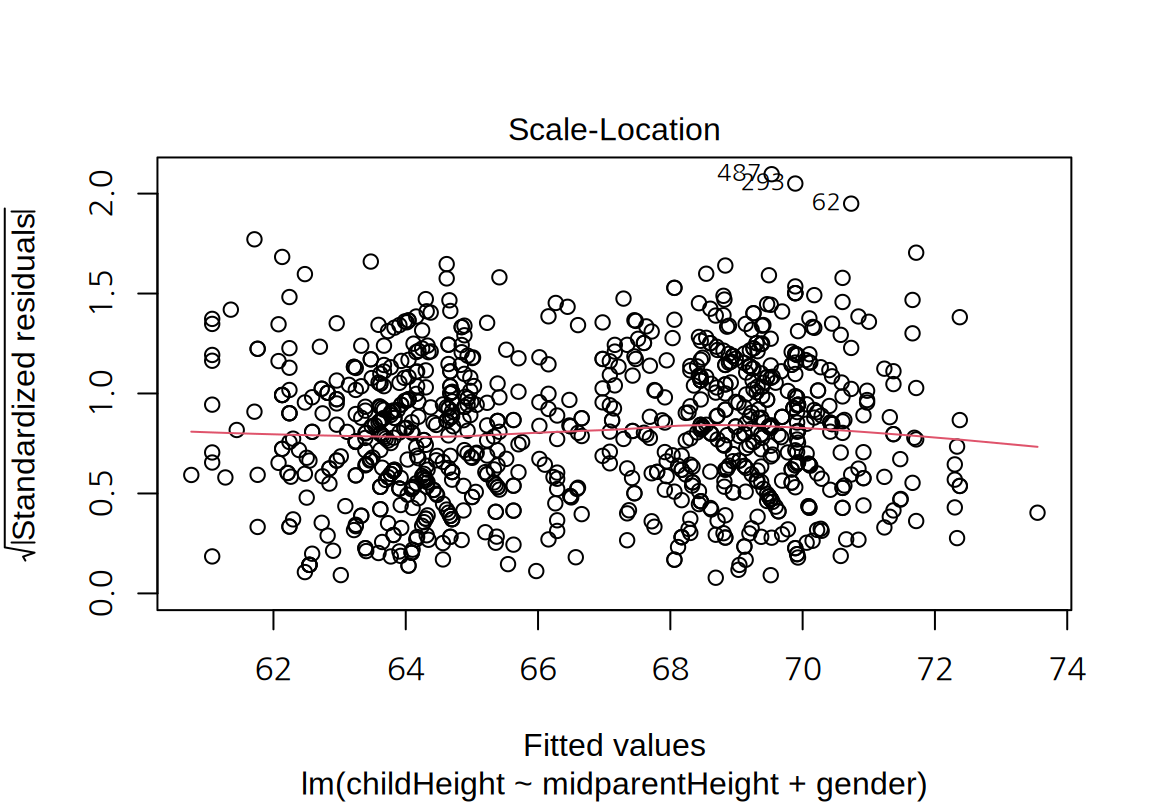 Scale-Location
√|Standardized residuals|
2.0
1.5
1.0
0.5
0.0
487
293
62
62 64 66 68 70 72 74
Fitted values
lm(childHeight ~ midparentHeight + gender)